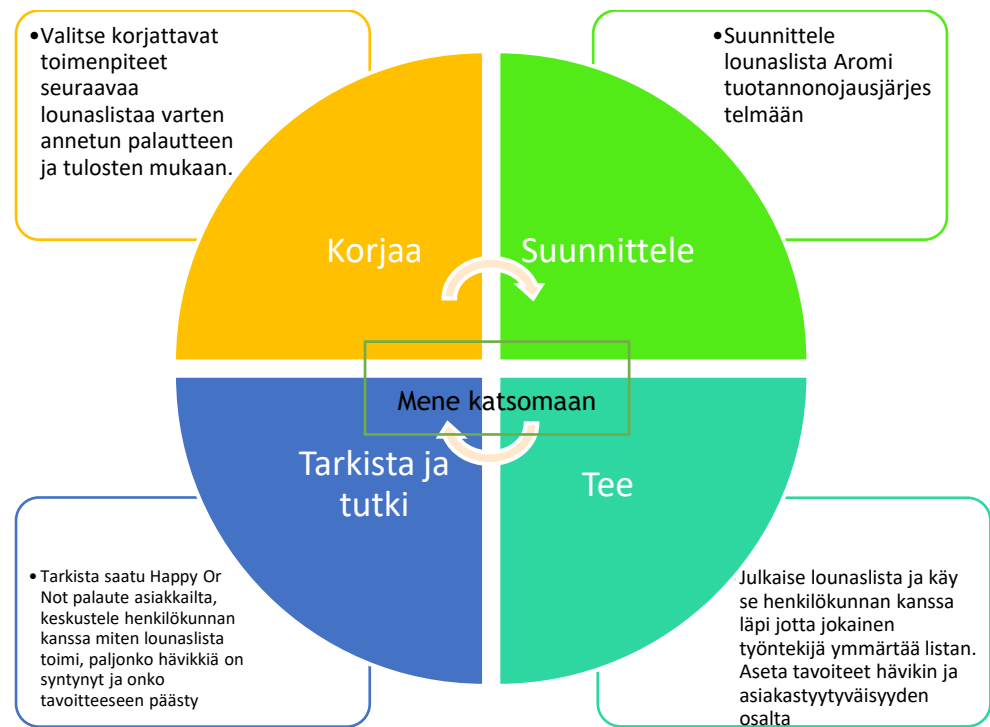 •Valitse korjattavat
toimenpiteet
seuraavaa
lounaslistaa varten
annetun palautteen
ja tulosten mukaan.
•Suunnittele
lounaslista Aromi
tuotannonojausjärjes
telmään
Korjaa
Suunnittele
Mene katsomaan
Tarkista ja
tutki
Tee
• Tarkista saatu Happy Or
Not palaute asiakkailta,
keskustele henkilökunnan
kanssa miten lounaslista
toimi, paljonko hävikkiä on
syntynyt ja onko
tavoitteeseen päästy
•Julkaise lounaslista ja käy
se henkilökunnan kanssa
läpi jotta jokainen
työntekijä ymmärtää listan.
Aseta tavoiteet hävikin ja
asiakastyytyväisyyden
osalta